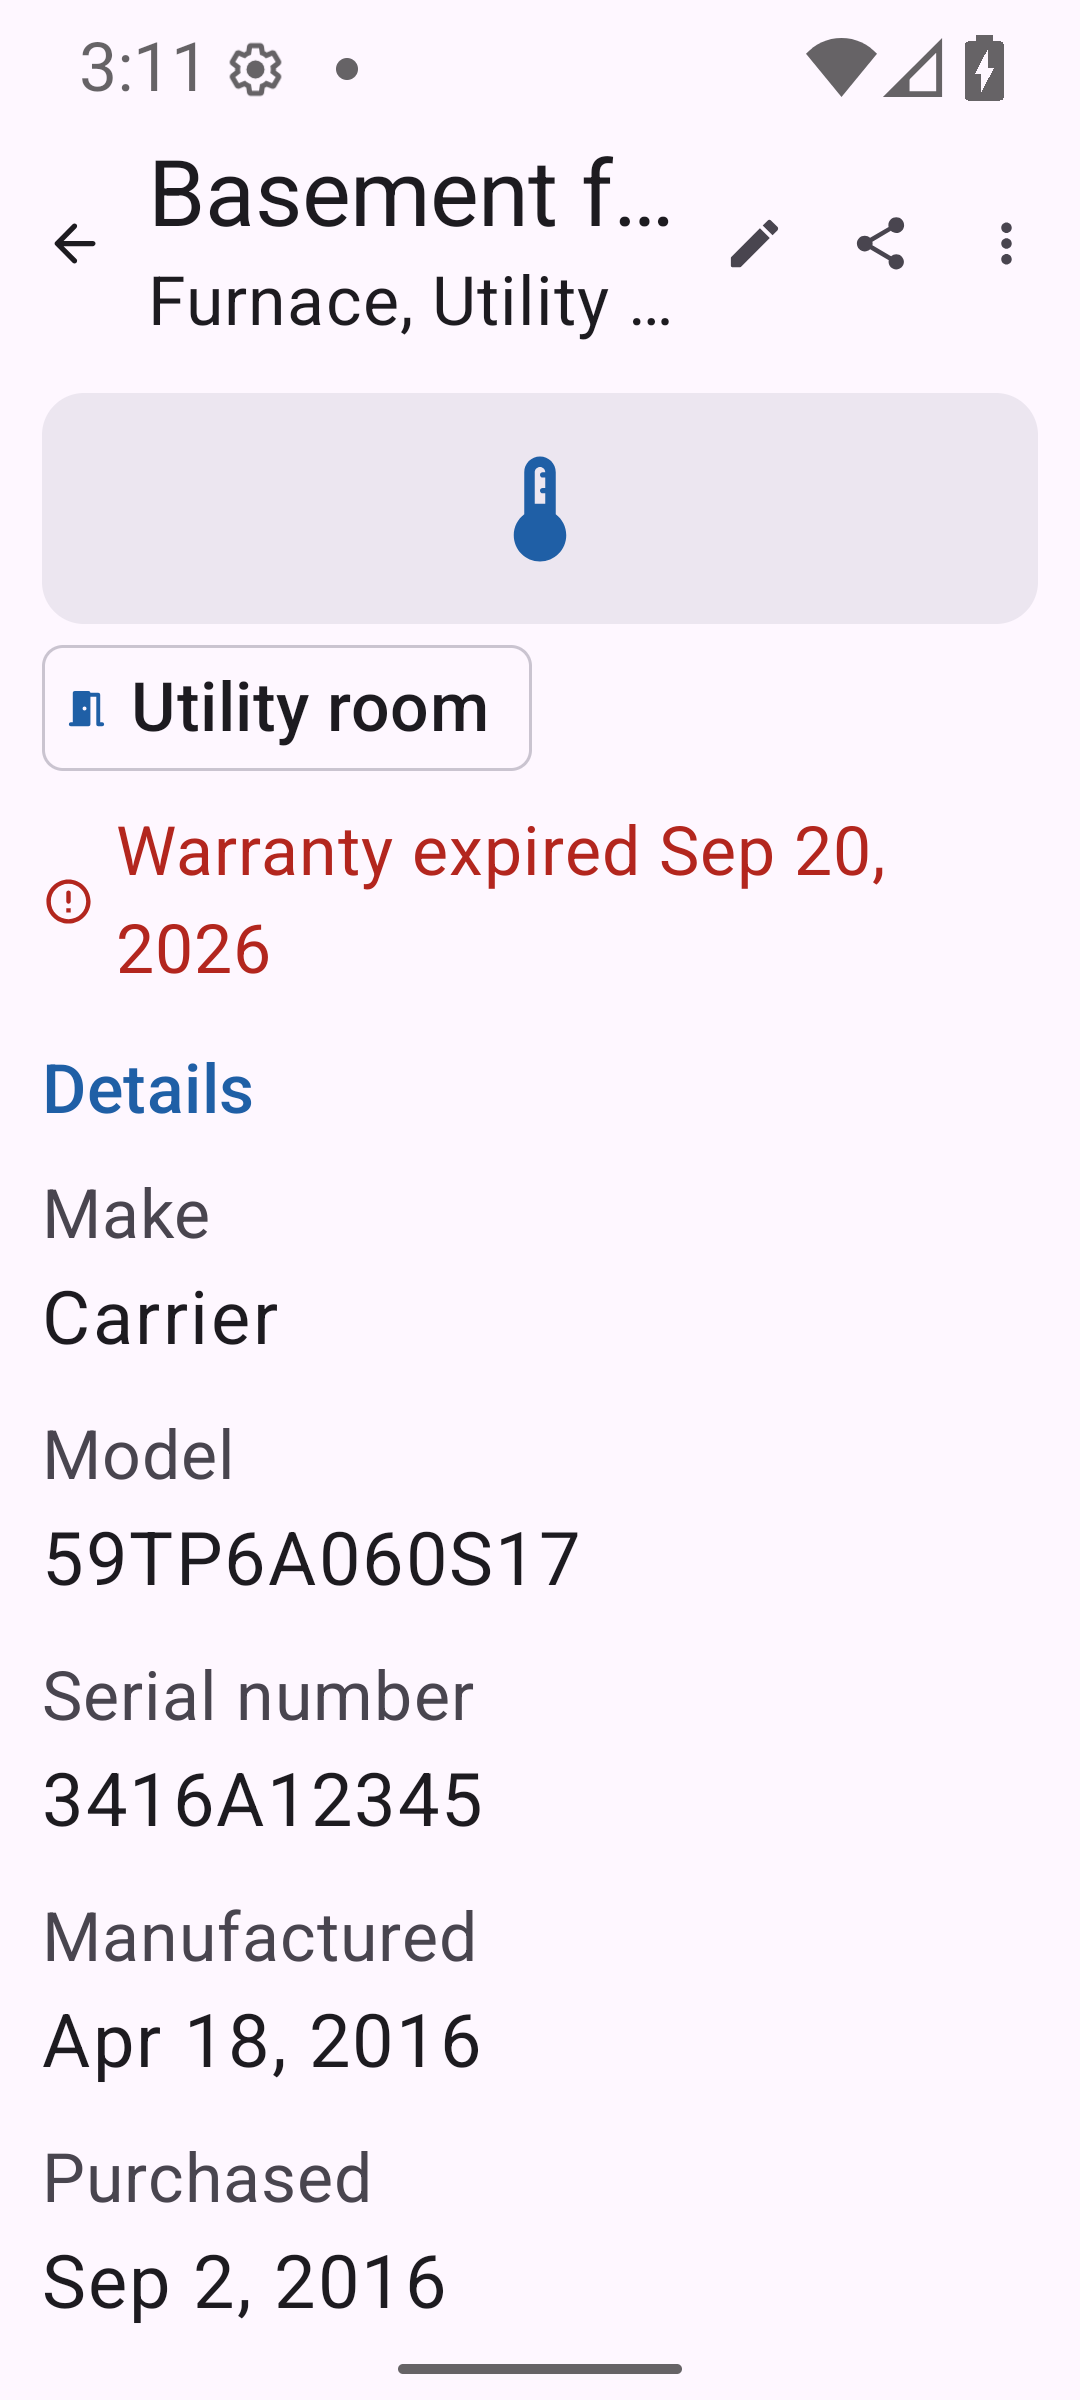 3:11
Basement f…
Furnace, Utility …
Utility room
Warranty expired Sep 20,
2026
Details
Make
Carrier
Model
59TP6A060S17
Serial number
3416A12345
Manufactured
Apr 18, 2016
Purchased
Sep 2, 2016